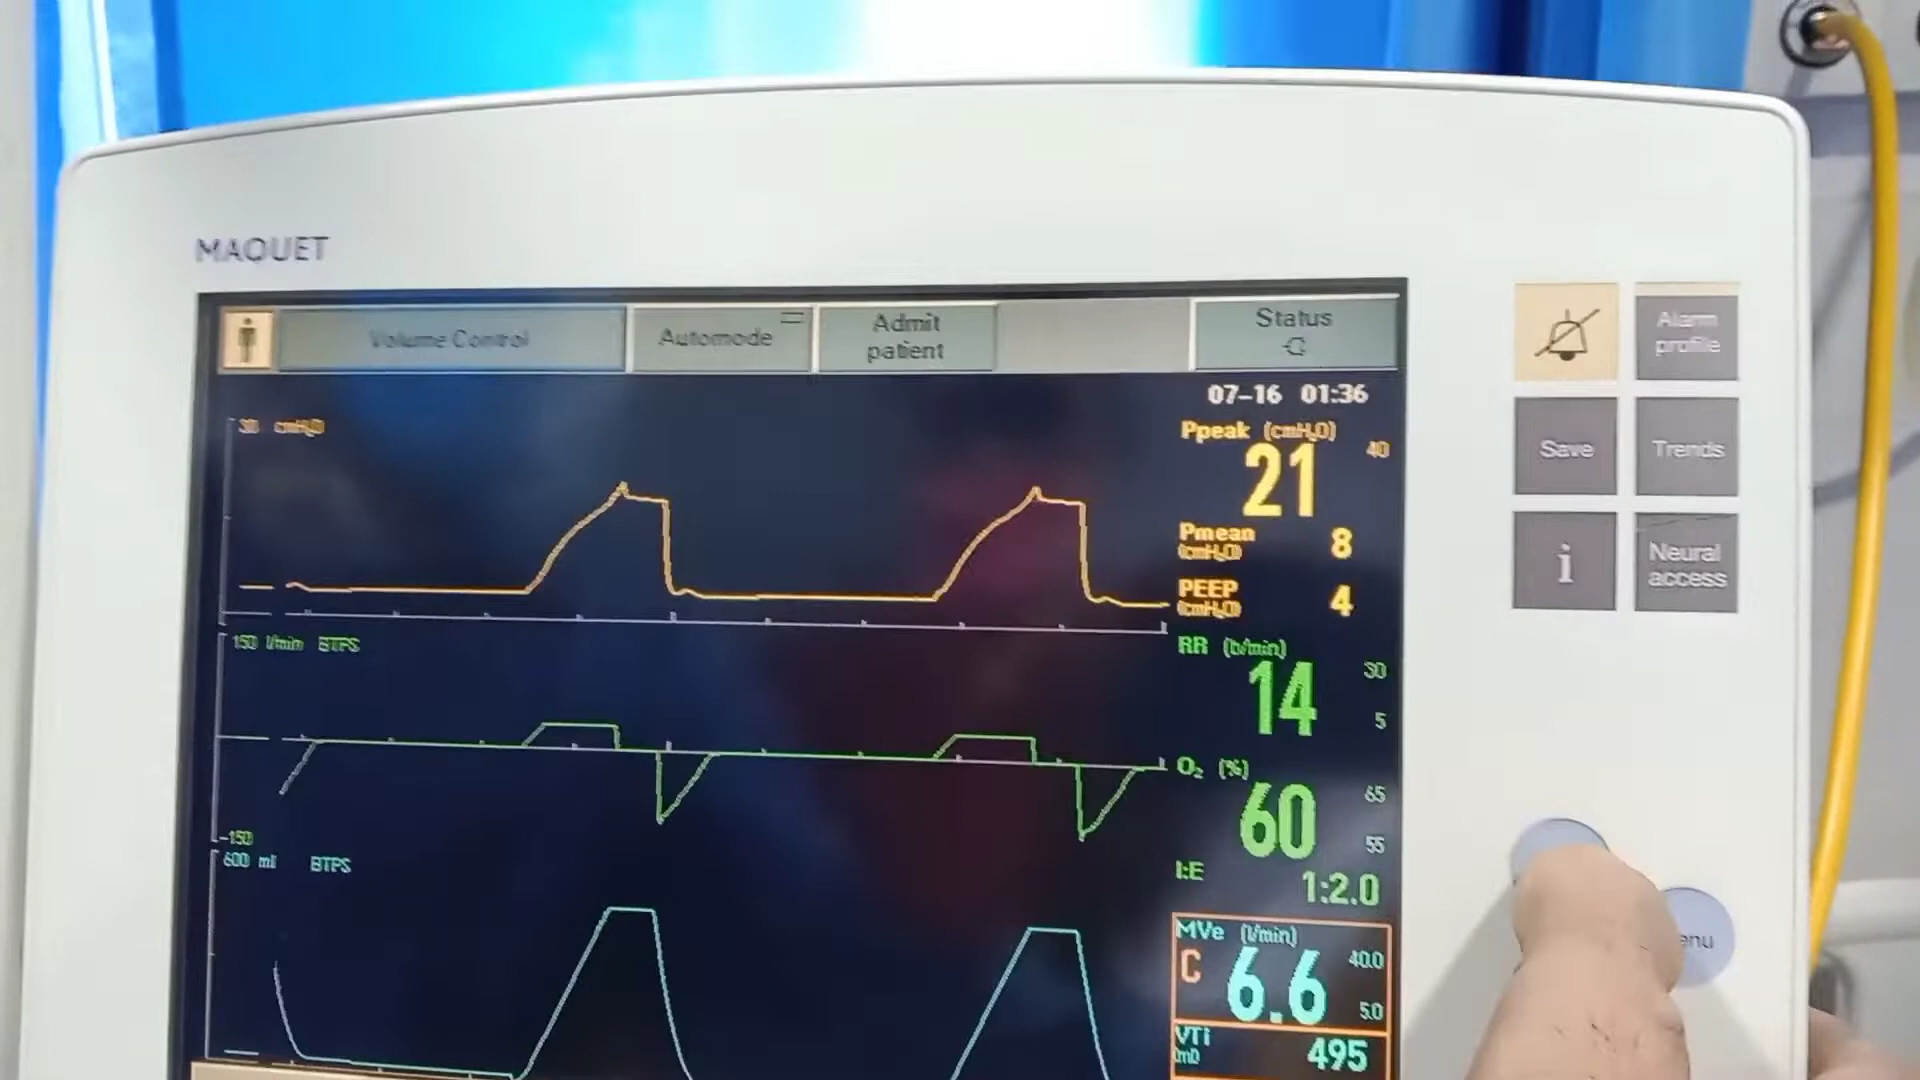 MAQUET
Volume Control
Automode
Admit
patient
Status
Alarm
profile
07-16 01:36
30 cmH₂O
Ppeak (cmH₂O)
21
40
Save
Trends
Pmean
(cmH₂O)
8
i
Neural
access
PEEP
(cmH₂O)
4
150 l/min BTPS
RR (b/min)
14
30
5
O₂ (%)
60
65
55
-150
600 ml BTPS
I:E
1:2.0
MVe (l/min)
C
6.6
40.0
5.0
VTi
(ml)
495